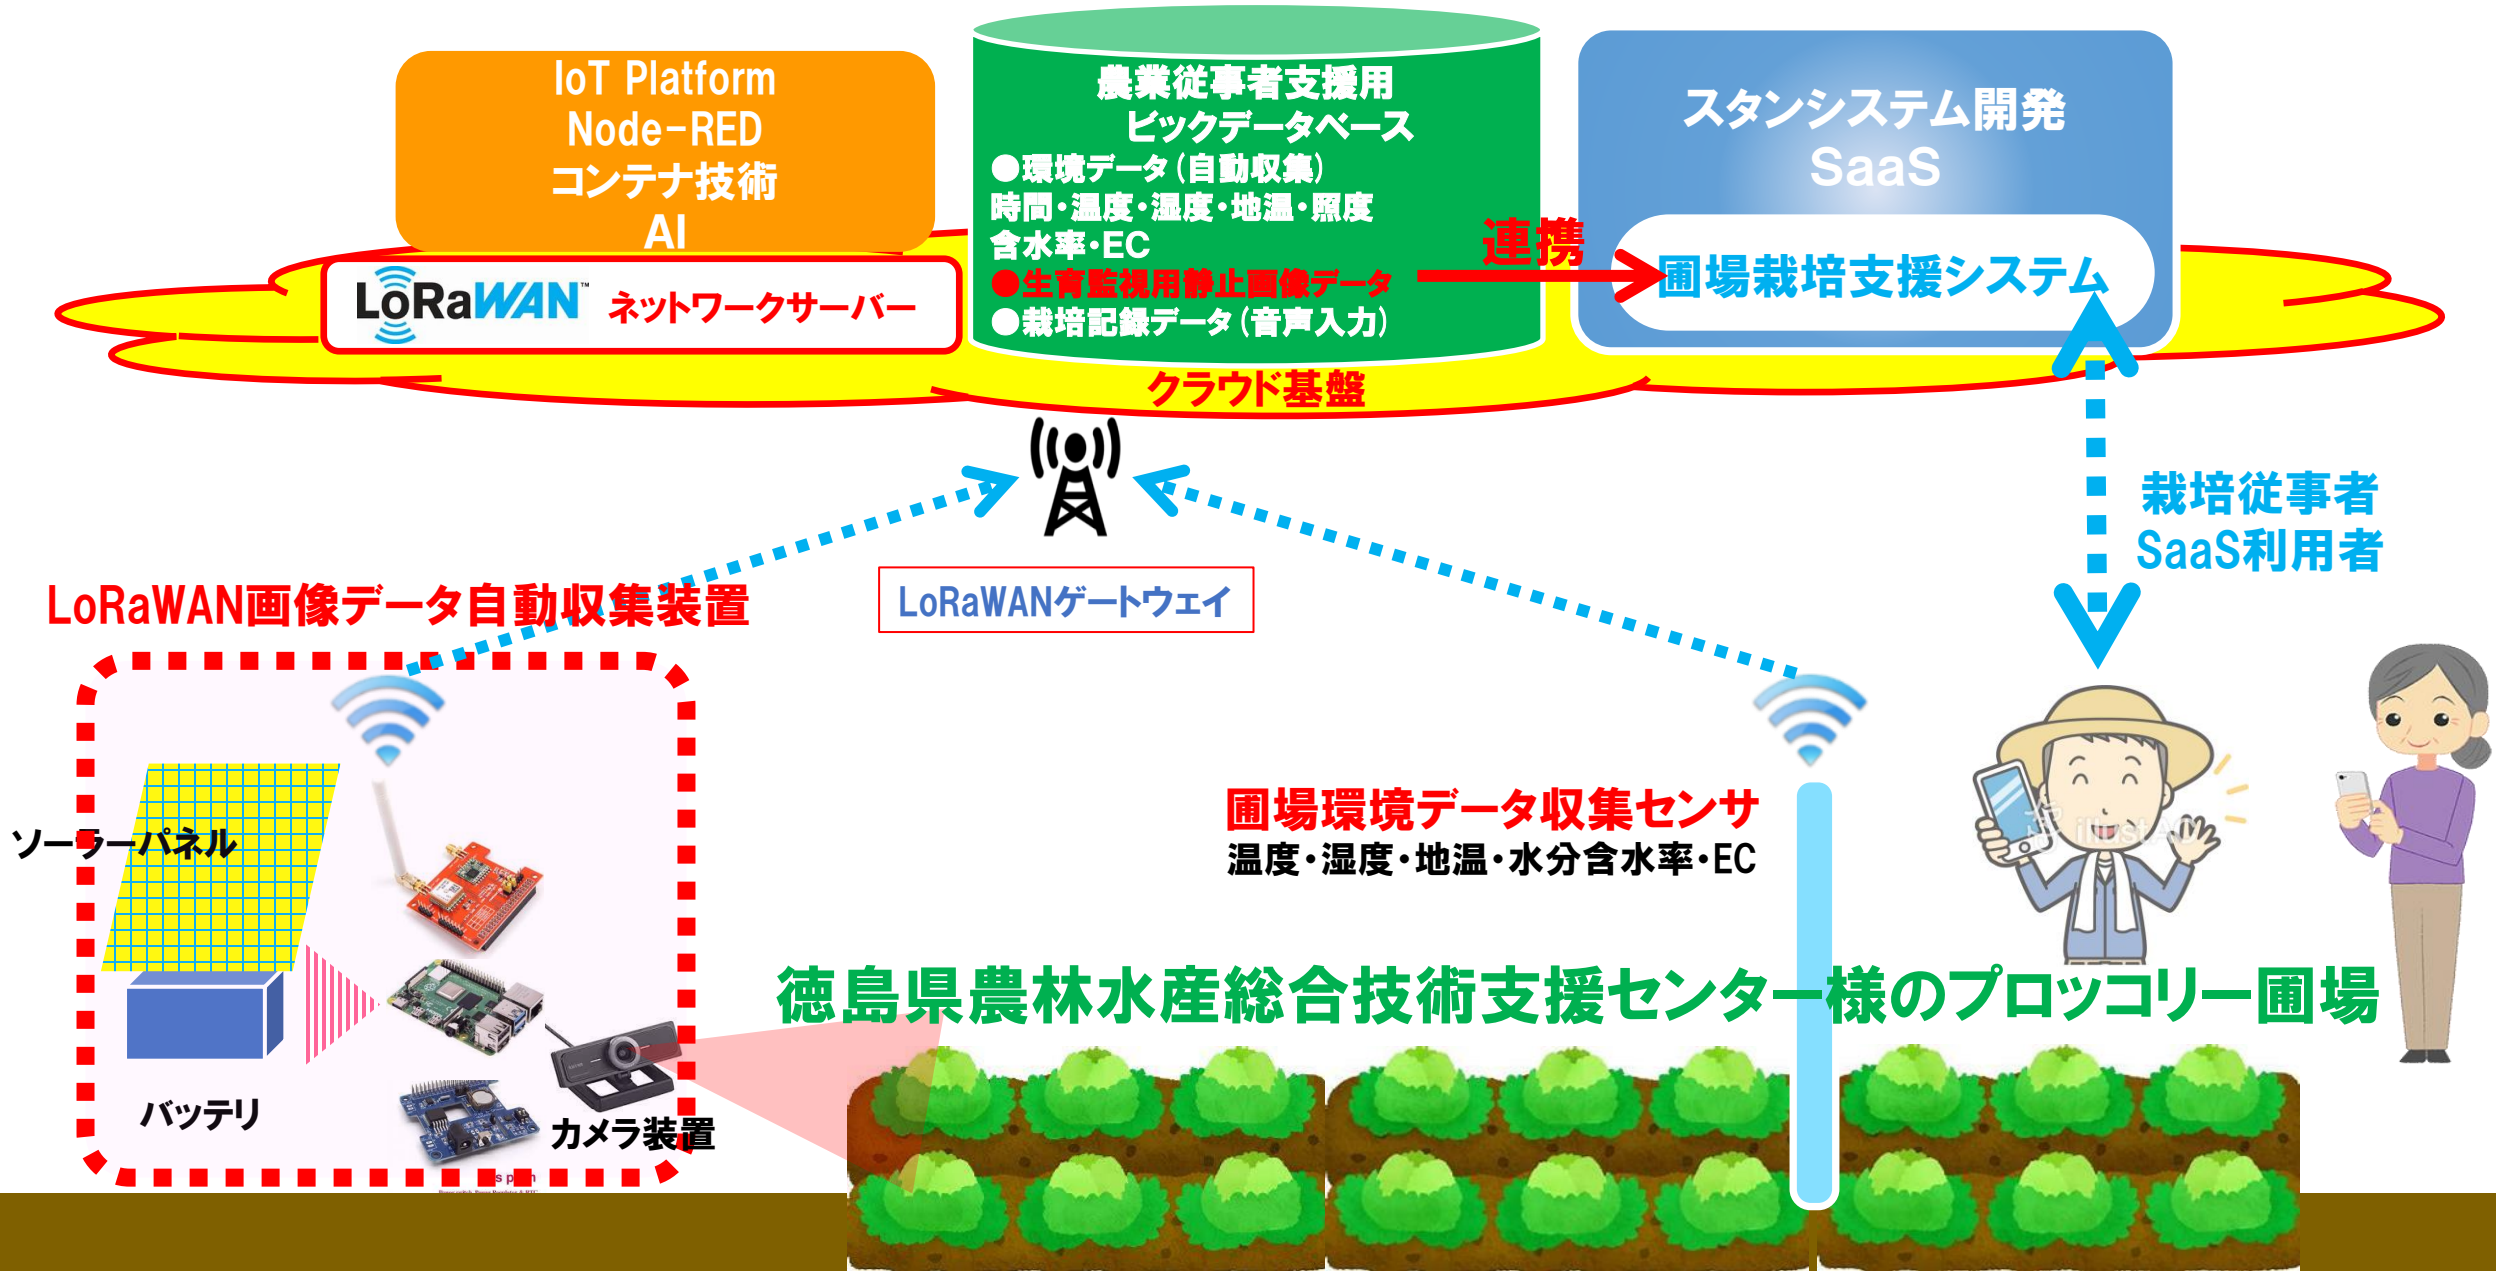 IoT Platform
Node-RED
コンテナ技術
AI
LoRaWAN™ ネットワークサーバー
農業従事者支援用
ビックデータベース
●環境データ(自動収集)
時間・温度・湿度・地温・照度
含水率・EC
●生育監視用静止画像データ
●栽培記録データ(音声入力)
連携
スタンシステム開発
SaaS
圃場栽培支援システム
クラウド基盤
栽培従事者
SaaS利用者
LoRaWANゲートウェイ
LoRaWAN画像データ自動収集装置
ソーラーパネル
バッテリ
カメラ装置
圃場環境データ収集センサ
温度・湿度・地温・水分含水率・EC
徳島県農林水産総合技術支援センター様のブロッコリー圃場